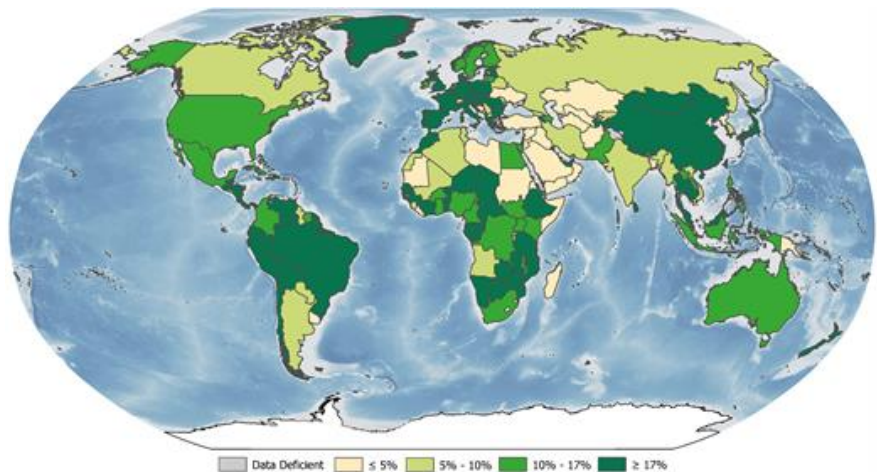 Data Deficient ≤ 5% 5% - 10% 10% - 17% ≥ 17%